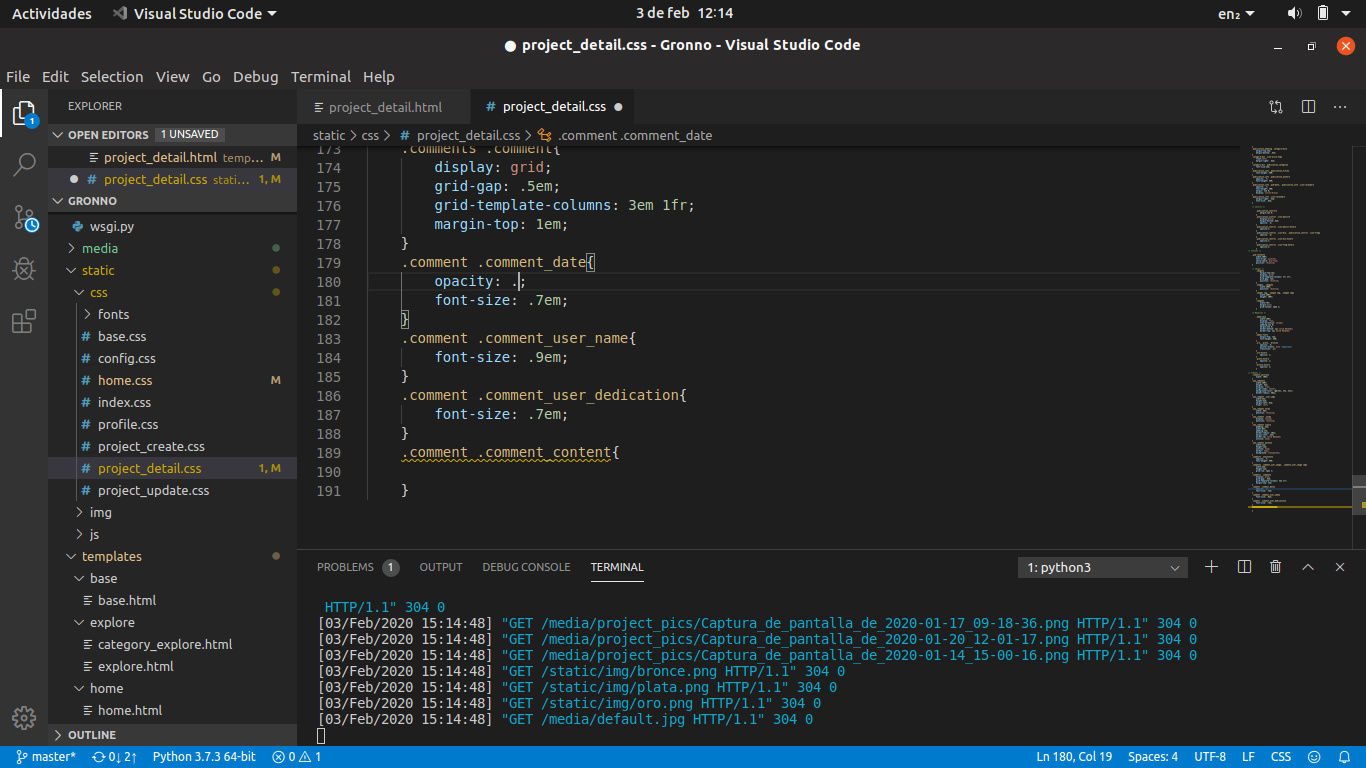 Actividades Visual Studio Code 3 de feb 12:14 en₂
project_detail.css - Gronno - Visual Studio Code
File Edit Selection View Go Debug Terminal Help
EXPLORER
project_detail.html
# project_detail.css
OPEN EDITORS 1 UNSAVED
static > css > # project_detail.css > .comment .comment_date
project_detail.html temp... M
# project_detail.css stati... 1, M
GRONNO
wsgi.py
media
static
css
fonts
# base.css
# config.css
# home.css M
# index.css
# profile.css
# project_create.css
# project_detail.css 1, M
# project_update.css
img
js
templates
base
base.html
explore
category_explore.html
explore.html
home
home.html
OUTLINE
1
173 .comments .comment{
174 display: grid;
175 grid-gap: .5em;
176 grid-template-columns: 3em 1fr;
177 margin-top: 1em;
178 }
179 .comment .comment_date{
180 opacity: .;
181 font-size: .7em;
182 }
183 .comment .comment_user_name{
184 font-size: .9em;
185 }
186 .comment .comment_user_dedication{
187 font-size: .7em;
188 }
189 .comment .comment_content{
190
191 }
PROBLEMS 1 OUTPUT DEBUG CONSOLE TERMINAL 1: python3
HTTP/1.1" 304 0
[03/Feb/2020 15:14:48] "GET /media/project_pics/Captura_de_pantalla_de_2020-01-17_09-18-36.png HTTP/1.1" 304 0
[03/Feb/2020 15:14:48] "GET /media/project_pics/Captura_de_pantalla_de_2020-01-20_12-01-17.png HTTP/1.1" 304 0
[03/Feb/2020 15:14:48] "GET /media/project_pics/Captura_de_pantalla_de_2020-01-14_15-00-16.png HTTP/1.1" 304 0
[03/Feb/2020 15:14:48] "GET /static/img/bronce.png HTTP/1.1" 304 0
[03/Feb/2020 15:14:48] "GET /static/img/plata.png HTTP/1.1" 304 0
[03/Feb/2020 15:14:48] "GET /static/img/oro.png HTTP/1.1" 304 0
[03/Feb/2020 15:14:48] "GET /media/default.jpg HTTP/1.1" 304 0
master* 0↓ 2↑ Python 3.7.3 64-bit 0 1 Ln 180, Col 19 Spaces: 4 UTF-8 LF CSS